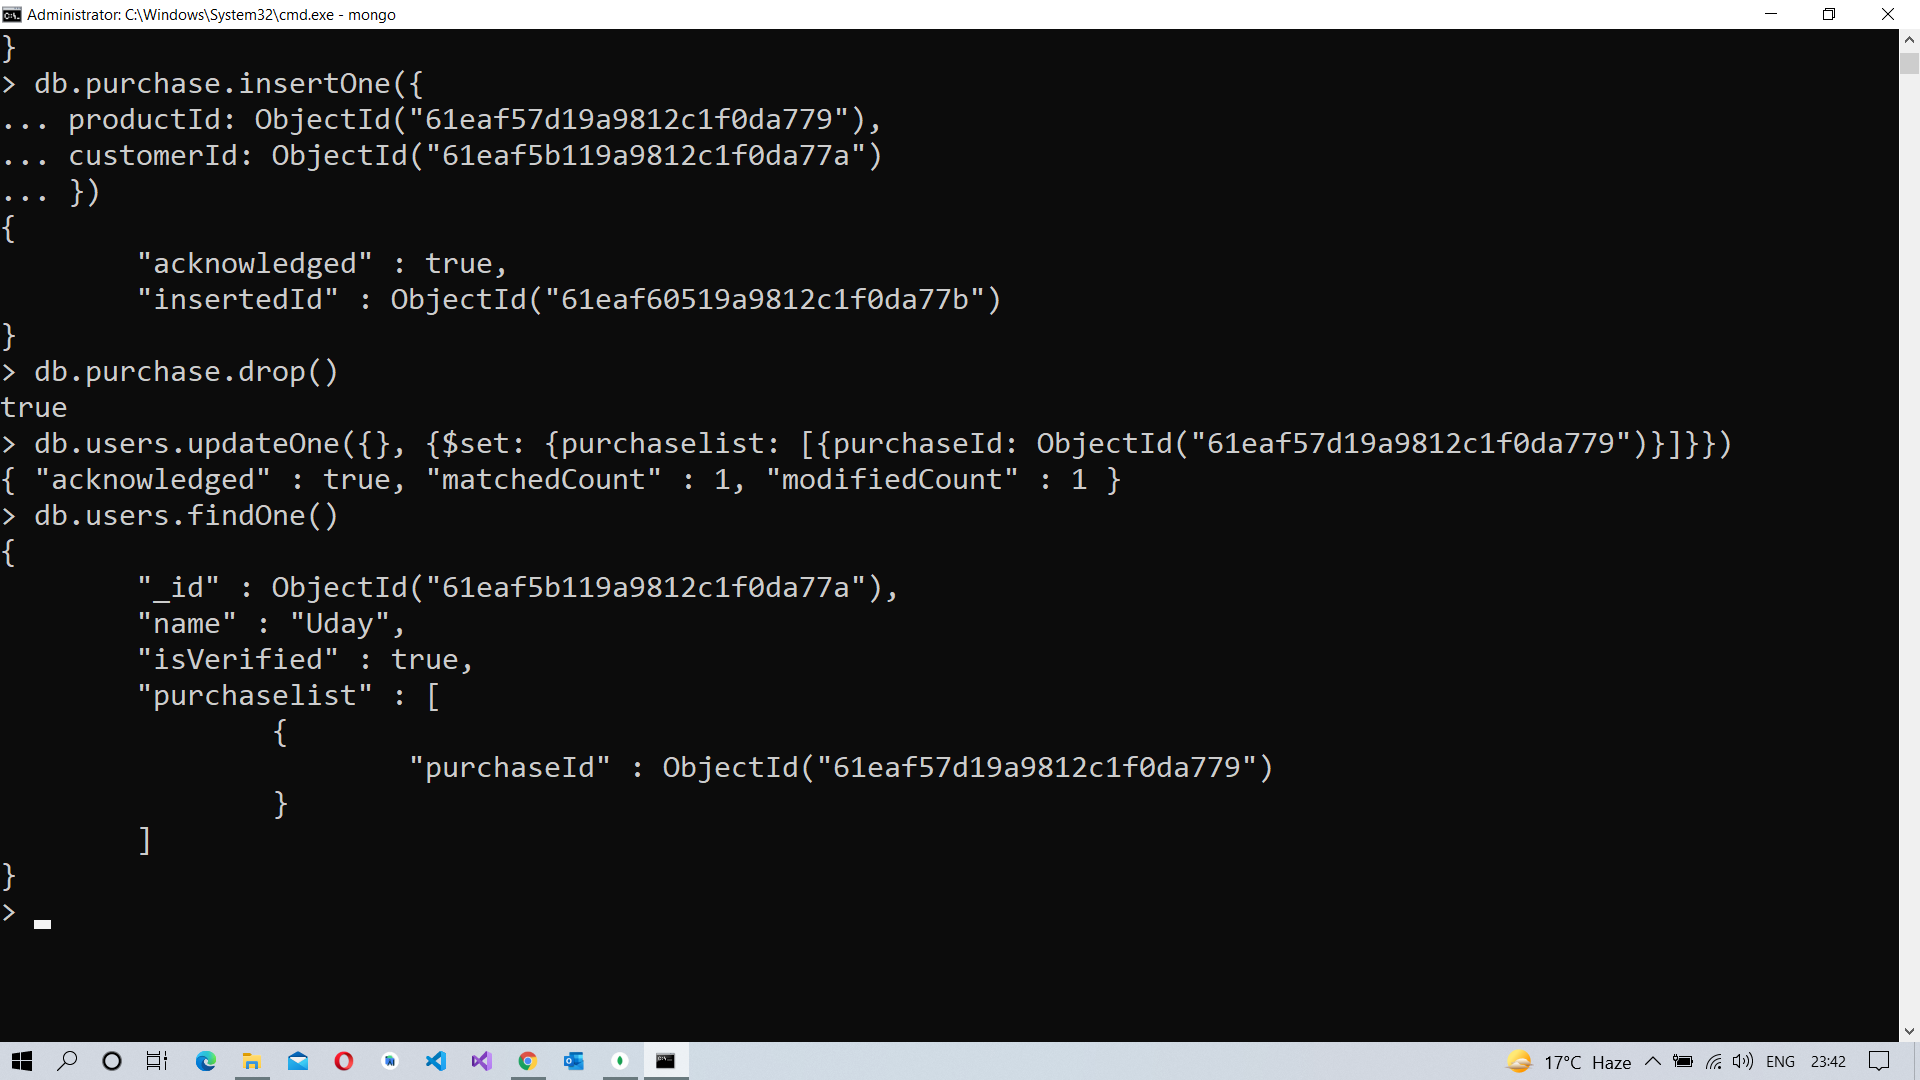 Administrator: C:\Windows\System32\cmd.exe - mongo
}
> db.purchase.insertOne({
... productId: ObjectId("61eaf57d19a9812c1f0da779"),
... customerId: ObjectId("61eaf5b119a9812c1f0da77a")
... })
{
        "acknowledged" : true,
        "insertedId" : ObjectId("61eaf60519a9812c1f0da77b")
}
> db.purchase.drop()
true
> db.users.updateOne({}, {$set: {purchaselist: [{purchaseId: ObjectId("61eaf57d19a9812c1f0da779")}]}})
{ "acknowledged" : true, "matchedCount" : 1, "modifiedCount" : 1 }
> db.users.findOne()
{
        "_id" : ObjectId("61eaf5b119a9812c1f0da77a"),
        "name" : "Uday",
        "isVerified" : true,
        "purchaselist" : [
                {
                        "purchaseId" : ObjectId("61eaf57d19a9812c1f0da779")
                }
        ]
}
>
17°C Haze ENG 23:42